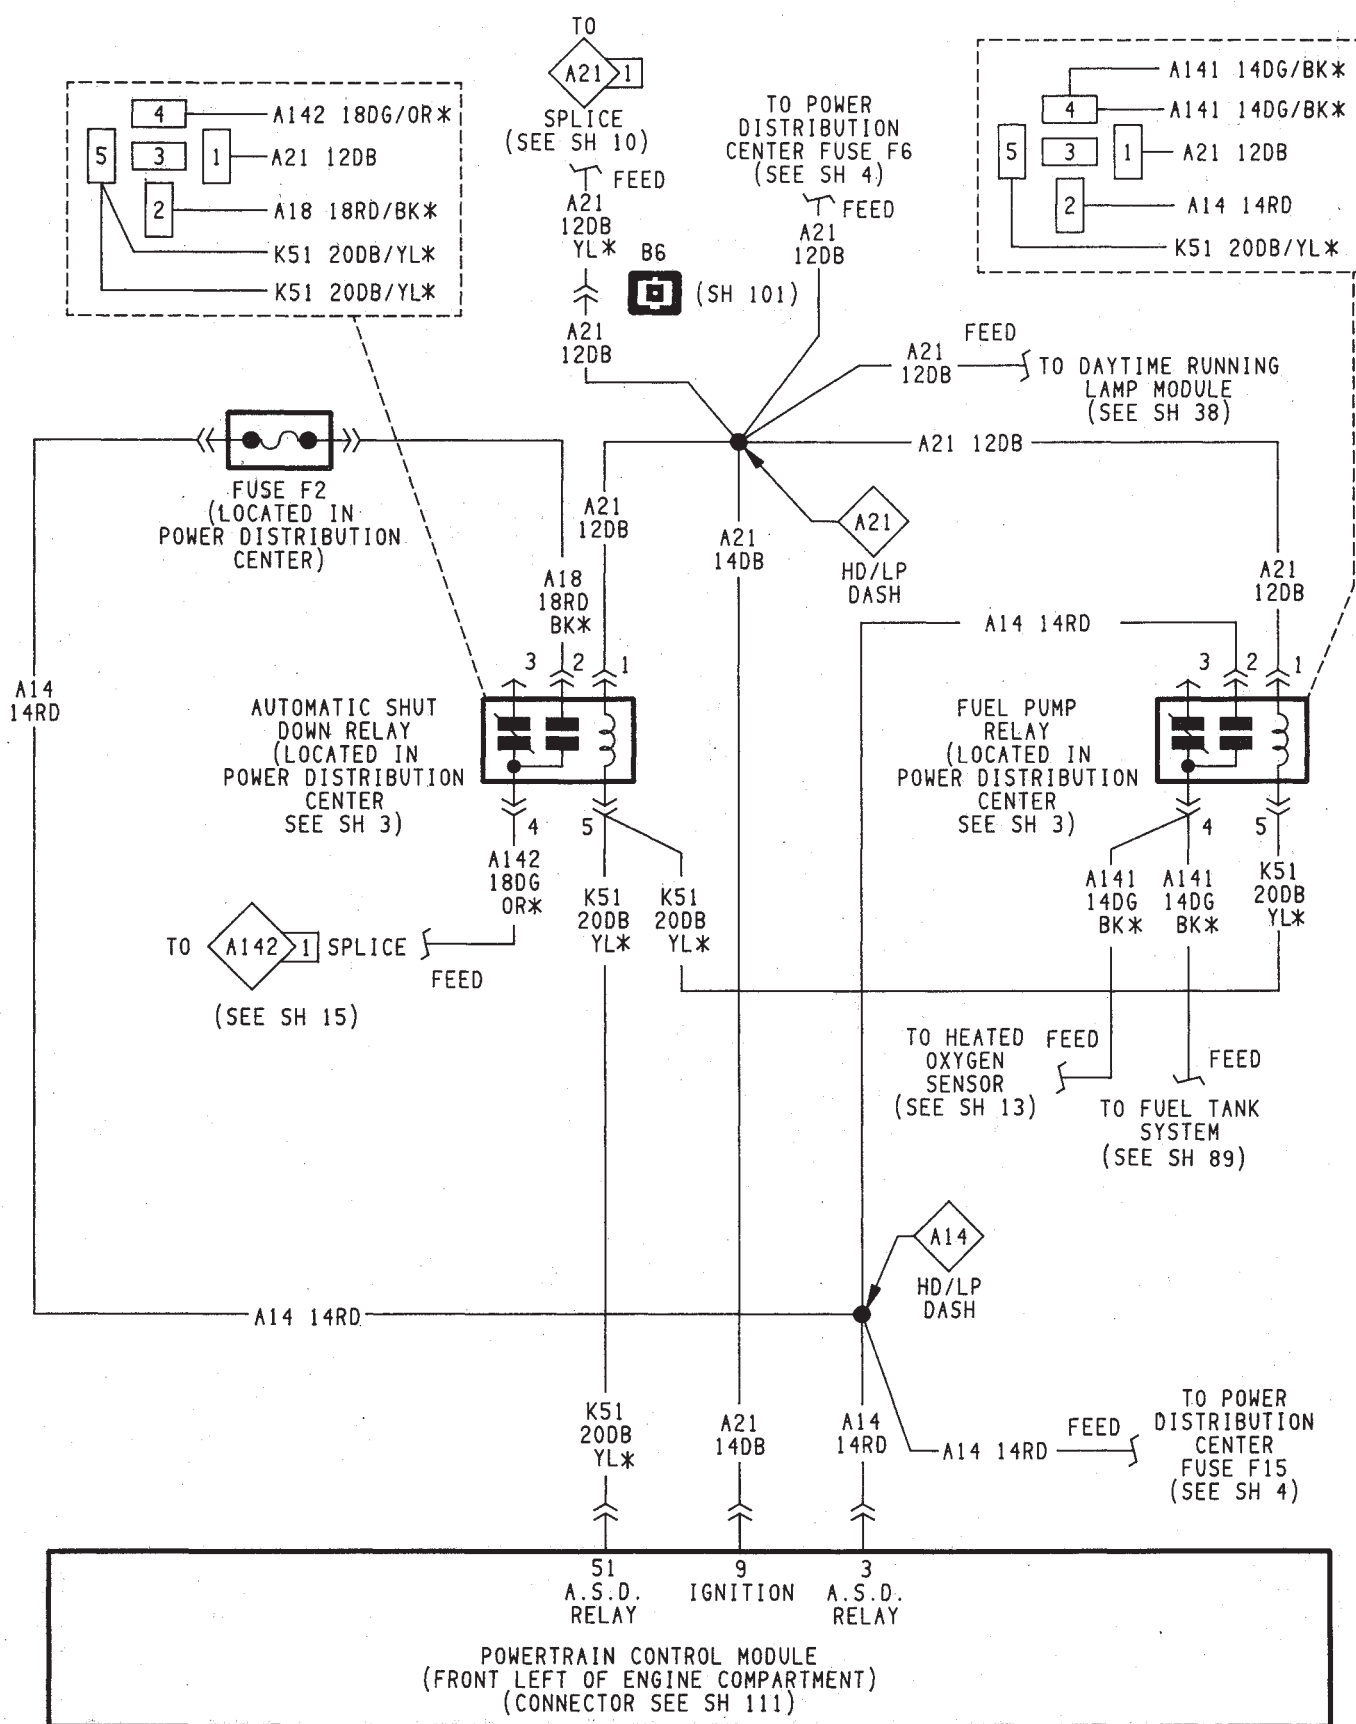 TO
A21 1
SPLICE
(SEE SH 10)
FEED
A21
12DB
YL*
B6
(SH 101)
A21
12DB
TO POWER
DISTRIBUTION
CENTER FUSE F6
(SEE SH 4)
FEED
A21
12DB
4
A142 18DG/OR*
5
3
1
A21 12DB
2
A18 18RD/BK*
K51 20DB/YL*
K51 20DB/YL*
A141 14DG/BK*
4
A141 14DG/BK*
5
3
1
A21 12DB
2
A14 14RD
K51 20DB/YL*
FEED
A21
12DB
TO DAYTIME RUNNING
LAMP MODULE
(SEE SH 38)
FUSE F2
(LOCATED IN
POWER DISTRIBUTION
CENTER)
A21 12DB
A21
12DB
A21
14DB
A21
HD/LP
DASH
A18
18RD
BK*
A21
12DB
A14 14RD
A14
14RD
3
2
1
AUTOMATIC SHUT
DOWN RELAY
(LOCATED IN
POWER DISTRIBUTION
CENTER
SEE SH 3)
4
5
3
2
1
FUEL PUMP
RELAY
(LOCATED IN
POWER DISTRIBUTION
CENTER
SEE SH 3)
4
5
A142
18DG
OR*
K51
20DB
YL*
K51
20DB
YL*
A141
14DG
BK*
A141
14DG
BK*
K51
20DB
YL*
TO A142 1 SPLICE
FEED
(SEE SH 15)
TO HEATED
OXYGEN
SENSOR
(SEE SH 13)
FEED
FEED
TO FUEL TANK
SYSTEM
(SEE SH 89)
A14
HD/LP
DASH
A14 14RD
K51
20DB
YL*
A21
14DB
A14
14RD
A14 14RD
FEED
TO POWER
DISTRIBUTION
CENTER
FUSE F15
(SEE SH 4)
51
A.S.D.
RELAY
9
IGNITION
3
A.S.D.
RELAY
POWERTRAIN CONTROL MODULE
(FRONT LEFT OF ENGINE COMPARTMENT)
(CONNECTOR SEE SH 111)